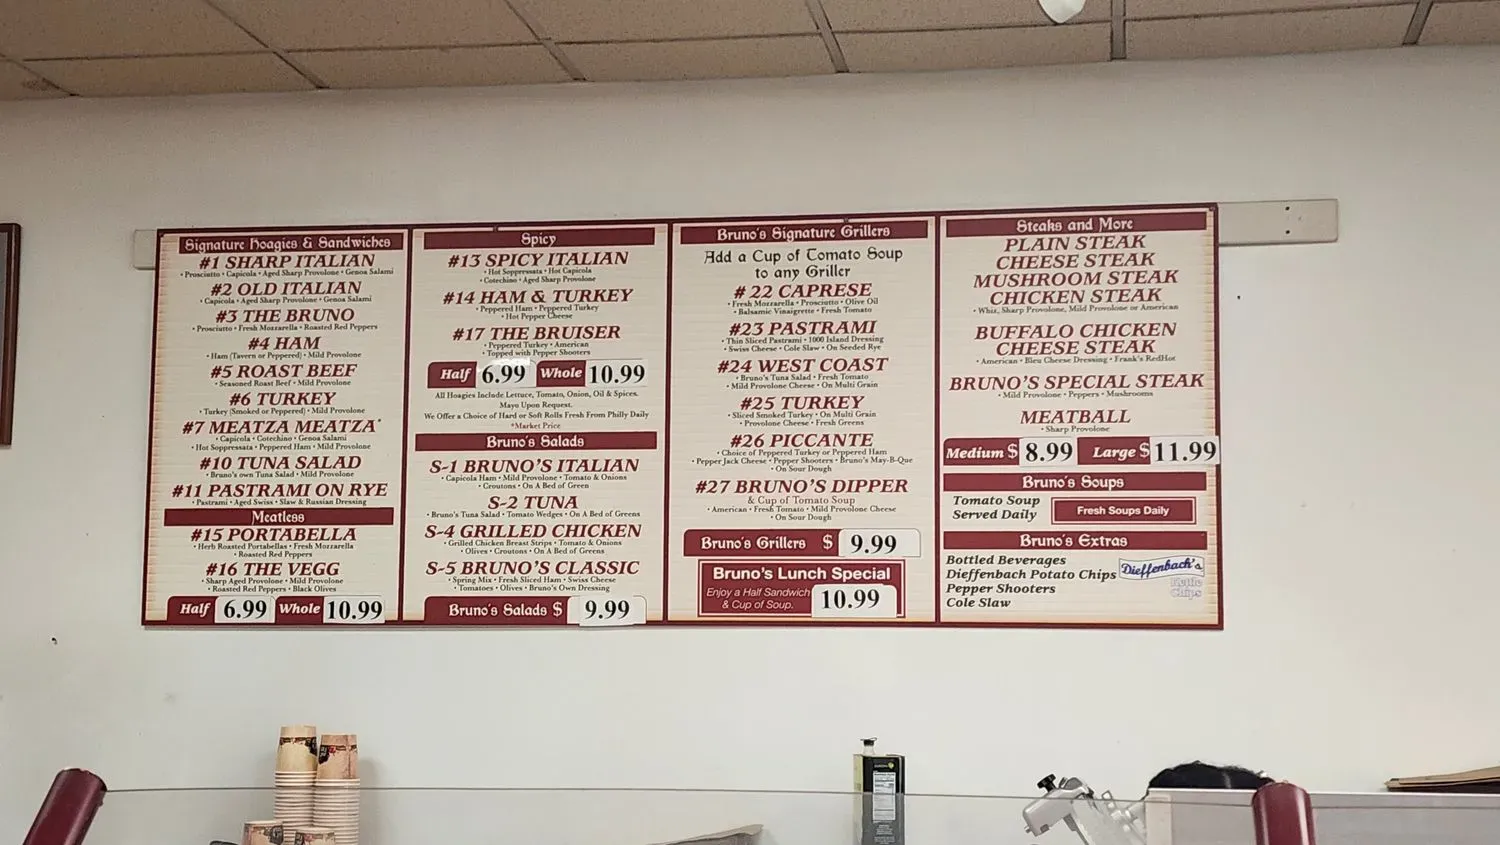 Signature Hoagies & Sandwiches
#1 SHARP ITALIAN
• Prosciutto • Capicola • Aged Sharp Provolone • Genoa Salami
#2 OLD ITALIAN
• Capicola • Aged Sharp Provolone • Genoa Salami
#3 THE BRUNO
• Prosciutto • Fresh Mozzarella • Roasted Red Peppers
#4 HAM
• Ham (Tavern or Peppered) • Mild Provolone
#5 ROAST BEEF
• Seasoned Roast Beef • Mild Provolone
#6 TURKEY
• Turkey (Smoked or Peppered) • Mild Provolone
#7 MEATZA MEATZA*
• Capicola • Cotechino • Genoa Salami
• Hot Soppressata • Peppered Ham • Mild Provolone
#10 TUNA SALAD
• Bruno's own Tuna Salad • Mild Provolone
#11 PASTRAMI ON RYE
• Pastrami • Aged Swiss • Slaw & Russian Dressing
Meatless
#15 PORTABELLA
• Herb Roasted Portabellas • Fresh Mozzarella
• Roasted Red Peppers
#16 THE VEGG
• Sharp Aged Provolone • Mild Provolone
• Roasted Red Peppers • Black Olives
Half 6.99 Whole 10.99
Spicy
#13 SPICY ITALIAN
• Hot Soppressata • Hot Capicola
• Cotechino • Aged Sharp Provolone
#14 HAM & TURKEY
• Peppered Ham • Peppered Turkey
• Hot Pepper Cheese
#17 THE BRUISER
• Peppered Turkey • American
• Topped with Pepper Shooters
Half 6.99 Whole 10.99
All Hoagies Include Lettuce, Tomato, Onion, Oil & Spices.
Mayo Upon Request.
We Offer a Choice of Hard or Soft Rolls Fresh From Philly Daily
*Market Price
Bruno's Salads
S-1 BRUNO'S ITALIAN
• Capicola Ham • Mild Provolone • Tomato & Onions
• Croutons • On A Bed of Green
S-2 TUNA
• Bruno's Tuna Salad • Tomato Wedges • On A Bed of Greens
S-4 GRILLED CHICKEN
• Grilled Chicken Breast Strips • Tomato & Onions
• Olives • Croutons • On A Bed of Greens
S-5 BRUNO'S CLASSIC
• Spring Mix • Fresh Sliced Ham • Swiss Cheese
• Tomatoes • Olives • Bruno's Own Dressing
Bruno's Salads $ 9.99
Bruno's Signature Grillers
Add a Cup of Tomato Soup
to any Griller
# 22 CAPRESE
• Fresh Mozzarella • Prosciutto • Olive Oil
• Balsamic Vinaigrette • Fresh Tomato
#23 PASTRAMI
• Thin Sliced Pastrami • 1000 Island Dressing
• Swiss Cheese • Cole Slaw • On Seeded Rye
#24 WEST COAST
• Bruno's Tuna Salad • Fresh Tomato
• Mild Provolone Cheese • On Multi Grain
#25 TURKEY
• Sliced Smoked Turkey • On Multi Grain
• Provolone Cheese • Fresh Greens
#26 PICCANTE
• Choice of Peppered Turkey or Peppered Ham
• Pepper Jack Cheese • Pepper Shooters • Bruno's May-B-Que
• On Sour Dough
#27 BRUNO'S DIPPER
& Cup of Tomato Soup
• American • Fresh Tomato • Mild Provolone Cheese
• On Sour Dough
Bruno's Grillers $ 9.99
Bruno's Lunch Special
Enjoy a Half Sandwich
& Cup of Soup. 10.99
Steaks and More
PLAIN STEAK
CHEESE STEAK
MUSHROOM STEAK
CHICKEN STEAK
• Whiz, Sharp Provolone, Mild Provolone or American
BUFFALO CHICKEN
CHEESE STEAK
• American • Bleu Cheese Dressing • Frank's RedHot
BRUNO'S SPECIAL STEAK
• Mild Provolone • Peppers • Mushrooms
MEATBALL
• Sharp Provolone
Medium $ 8.99 Large $ 11.99
Bruno's Soups
Tomato Soup
Served Daily
Fresh Soups Daily
Bruno's Extras
Bottled Beverages
Dieffenbach Potato Chips
Pepper Shooters
Cole Slaw
Dieffenbach's
Kettle
Chips